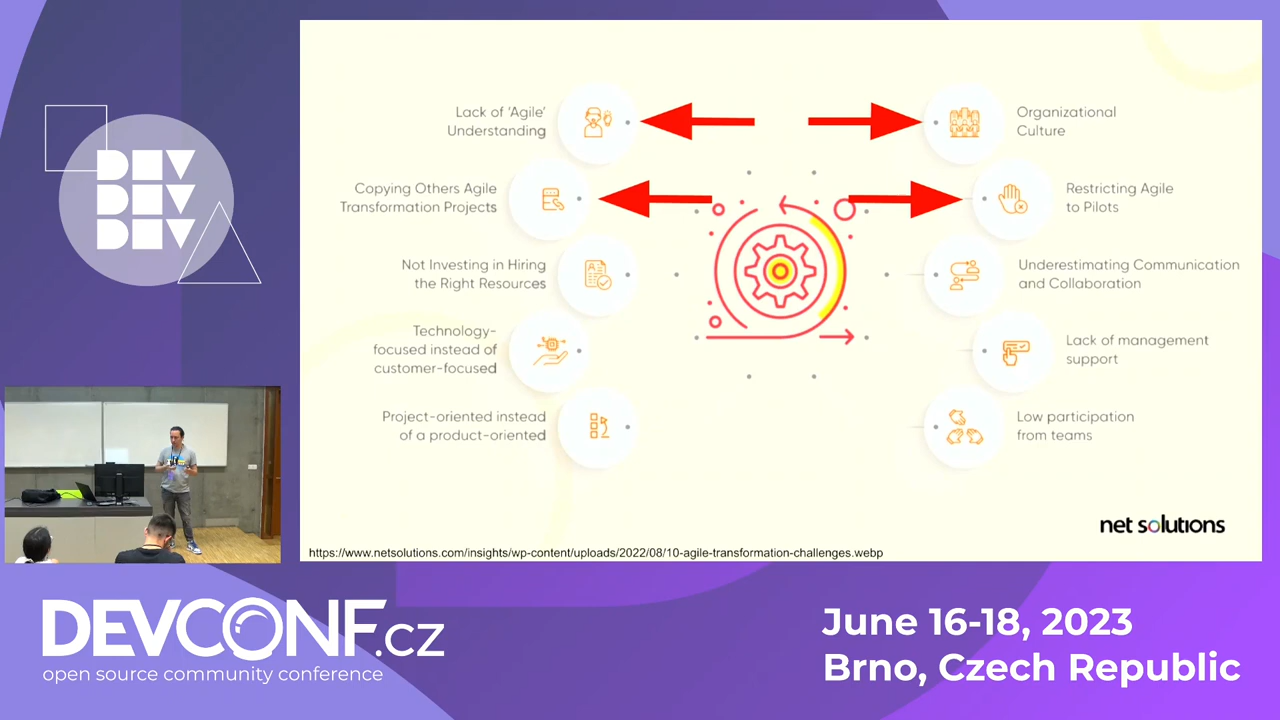 DEV
DEV
DEV
Lack of 'Agile'
Understanding
Copying Others Agile
Transformation Projects
Not Investing in Hiring
the Right Resources
Technology-
focused instead of
customer-focused
Project-oriented instead
of a product-oriented
Organizational
Culture
Restricting Agile
to Pilots
Underestimating Communication
and Collaboration
Lack of management
support
Low participation
from teams
net solutions
https://www.netsolutions.com/insights/wp-content/uploads/2022/08/10-agile-transformation-challenges.webp
DEVCONF.cz
open source community conference
June 16-18, 2023
Brno, Czech Republic